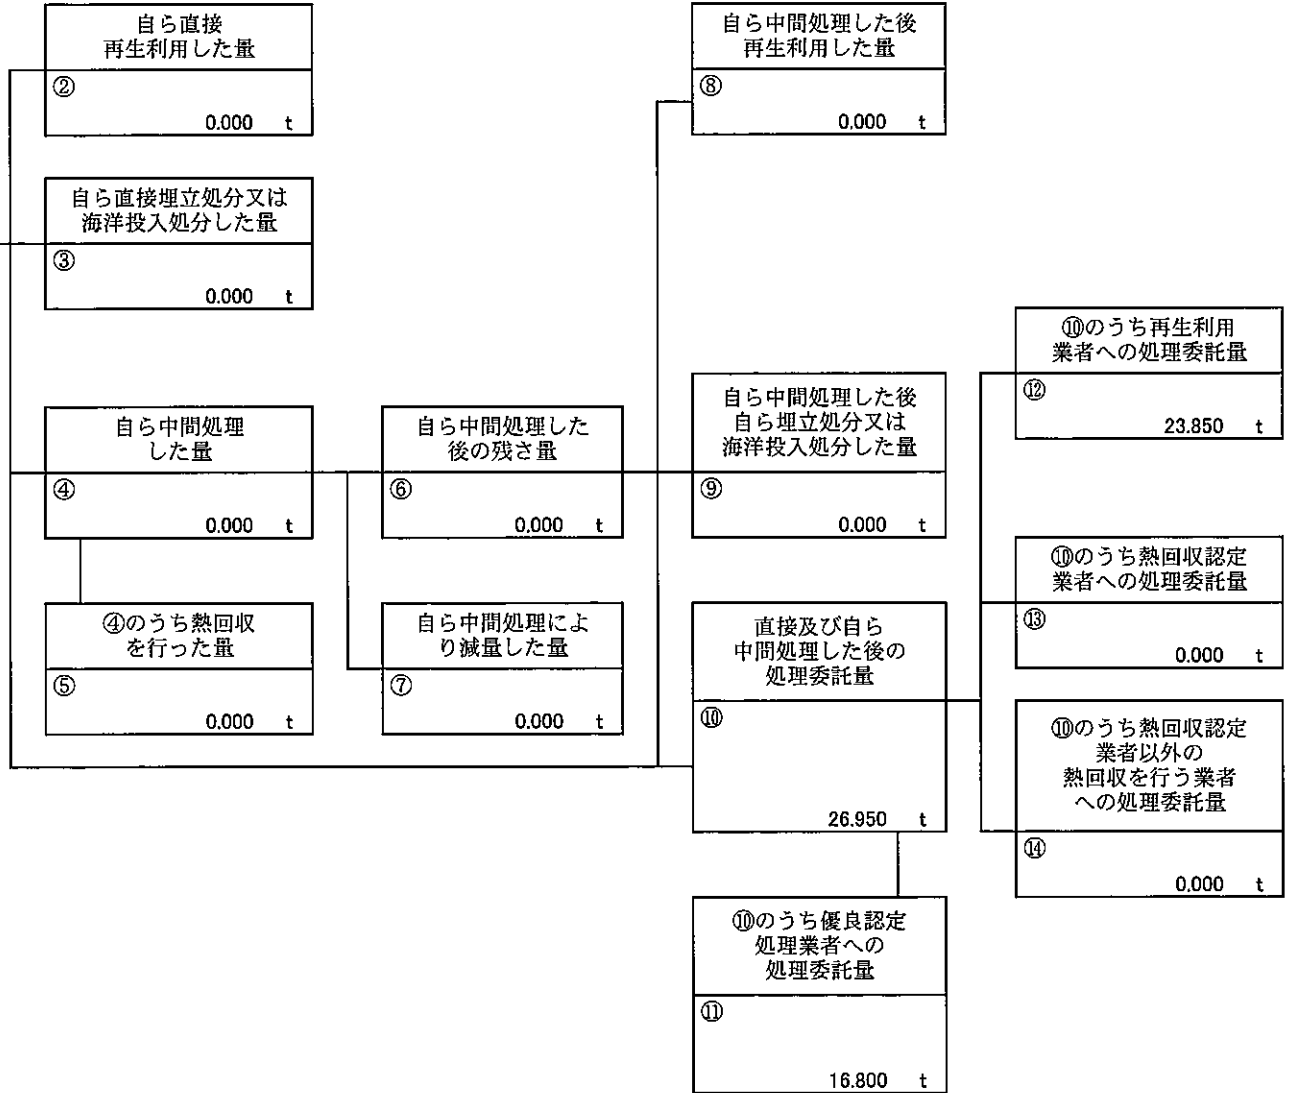 自ら直接
再生利用した量
②
0.000 t
自ら中間処理した後
再生利用した量
⑧
0.000 t
自ら直接埋立処分又は
海洋投入処分した量
③
0.000 t
⑩のうち再生利用
業者への処理委託量
⑫
23.850 t
自ら中間処理
した量
④
0.000 t
自ら中間処理した
後の残さ量
⑥
0.000 t
自ら中間処理した後
自ら埋立処分又は
海洋投入処分した量
⑨
0.000 t
⑩のうち熱回収認定
業者への処理委託量
⑬
0.000 t
④のうち熱回収
を行った量
⑤
0.000 t
自ら中間処理によ
り減量した量
⑦
0.000 t
直接及び自ら
中間処理した後の
処理委託量
⑩
26.950 t
⑩のうち熱回収認定
業者以外の
熱回収を行う業者
への処理委託量
⑭
0.000 t
⑩のうち優良認定
処理業者への
処理委託量
⑪
16.800 t